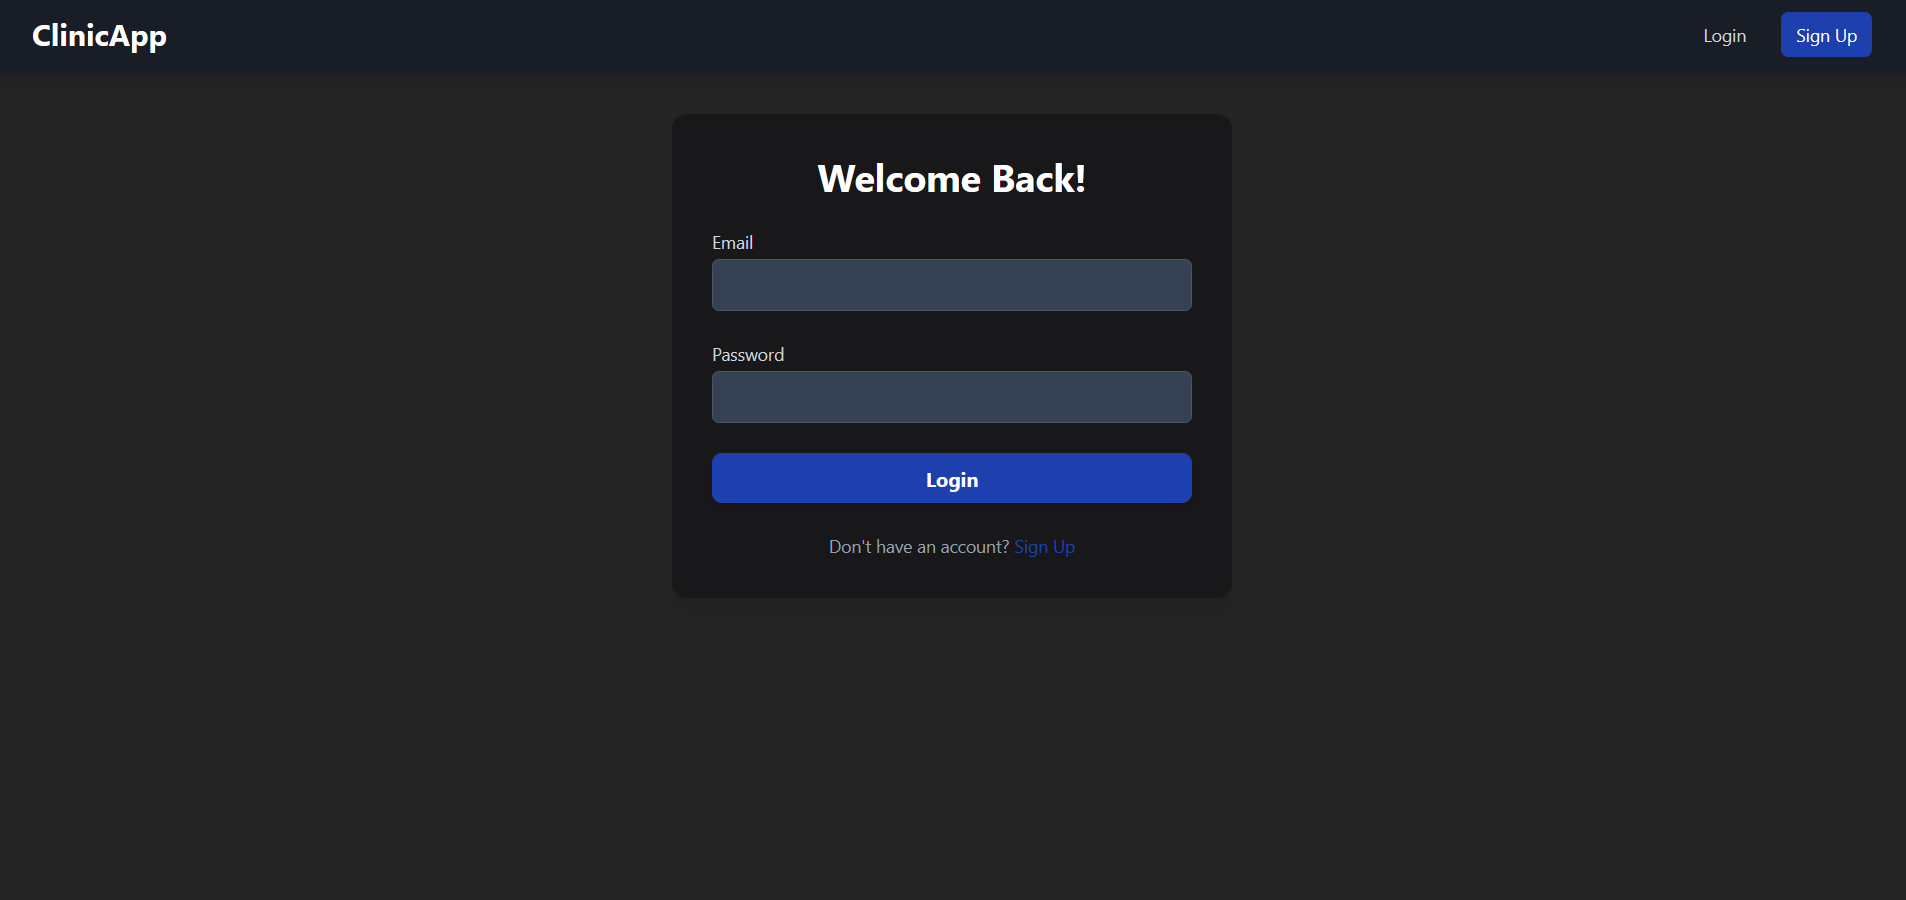 ClinicApp
Login
Sign Up
Welcome Back!
Email
Password
Login
Don't have an account? Sign Up